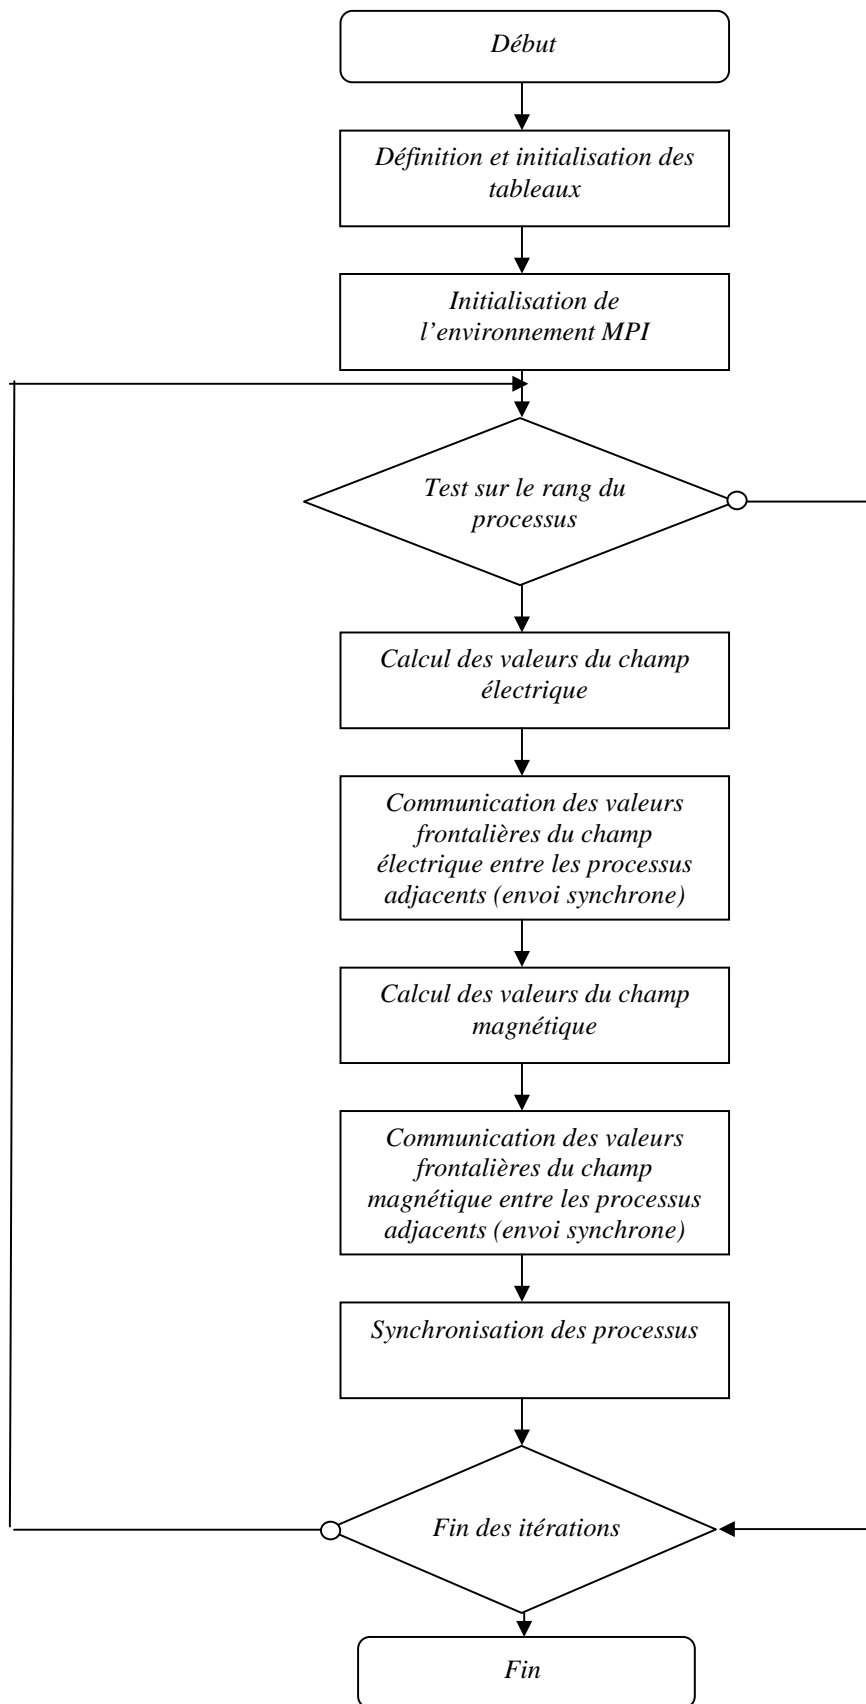 Début
Définition et initialisation des
tableaux
Initialisation de
l’environnement MPI
Test sur le rang du
processus
Calcul des valeurs du champ
électrique
Communication des valeurs
frontalières du champ
électrique entre les processus
adjacents (envoi synchrone)
Calcul des valeurs du champ
magnétique
Communication des valeurs
frontalières du champ
magnétique entre les processus
adjacents (envoi synchrone)
Synchronisation des processus
Fin des itérations
Fin